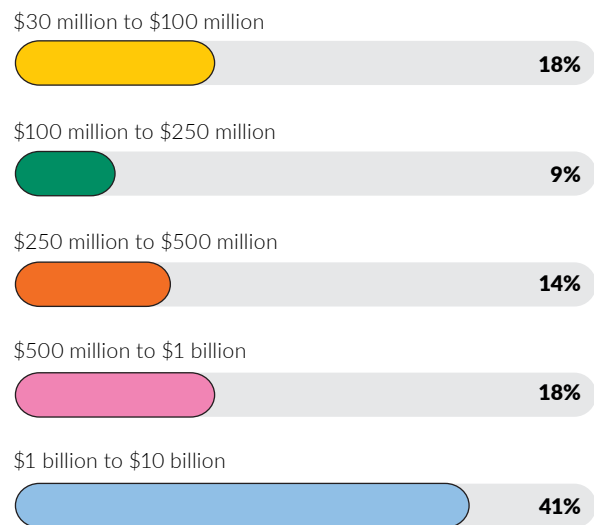 $30 million to $100 million
18%
$100 million to $250 million
9%
$250 million to $500 million
14%
$500 million to $1 billion
18%
$1 billion to $10 billion
41%